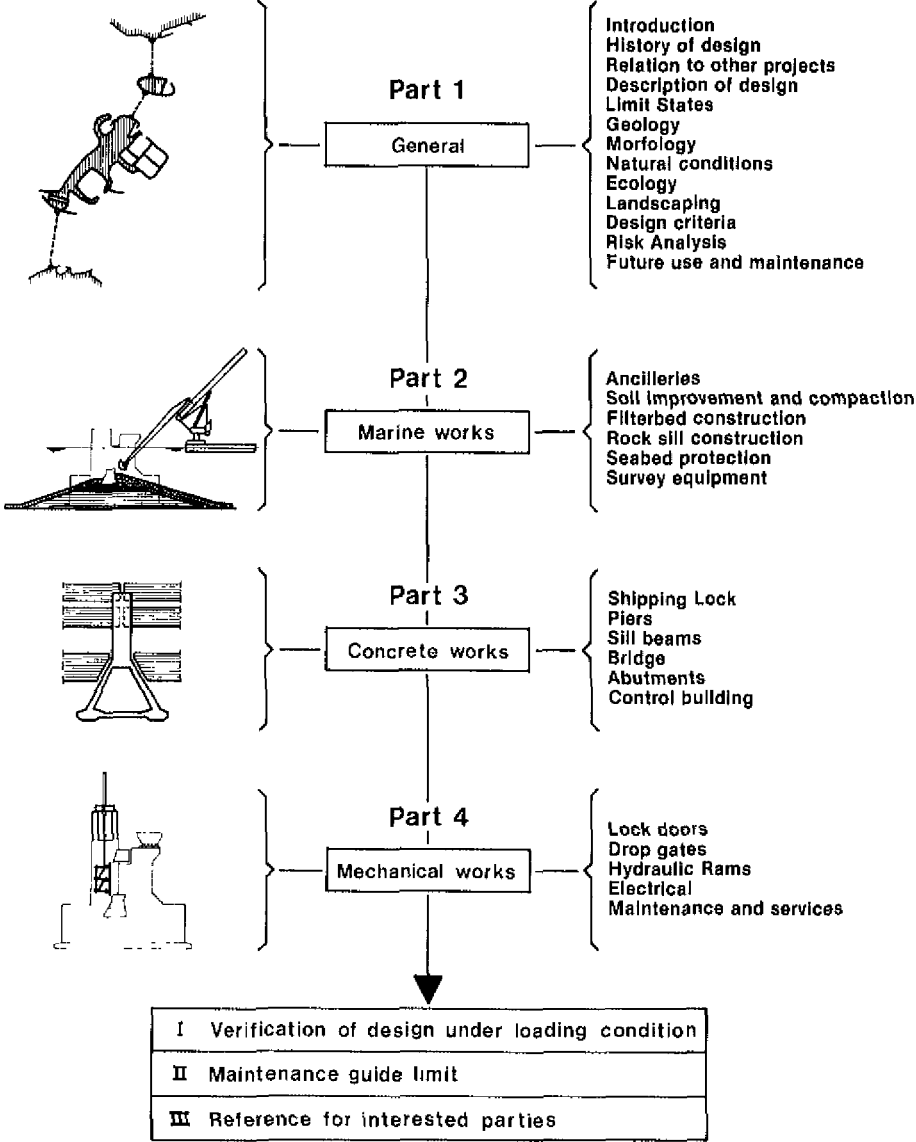 Part 1
General
Introduction
History of design
Relation to other projects
Description of design
Limit States
Geology
Morfology
Natural conditions
Ecology
Landscaping
Design criteria
Risk Analysis
Future use and maintenance
Part 2
Marine works
Ancilleries
Soil improvement and compaction
Filterbed construction
Rock sill construction
Seabed protection
Survey equipment
Part 3
Concrete works
Shipping Lock
Piers
Sill beams
Bridge
Abutments
Control building
Part 4
Mechanical works
Lock doors
Drop gates
Hydraulic Rams
Electrical
Maintenance and services
I Verification of design under loading condition
II Maintenance guide limit
III Reference for interested parties